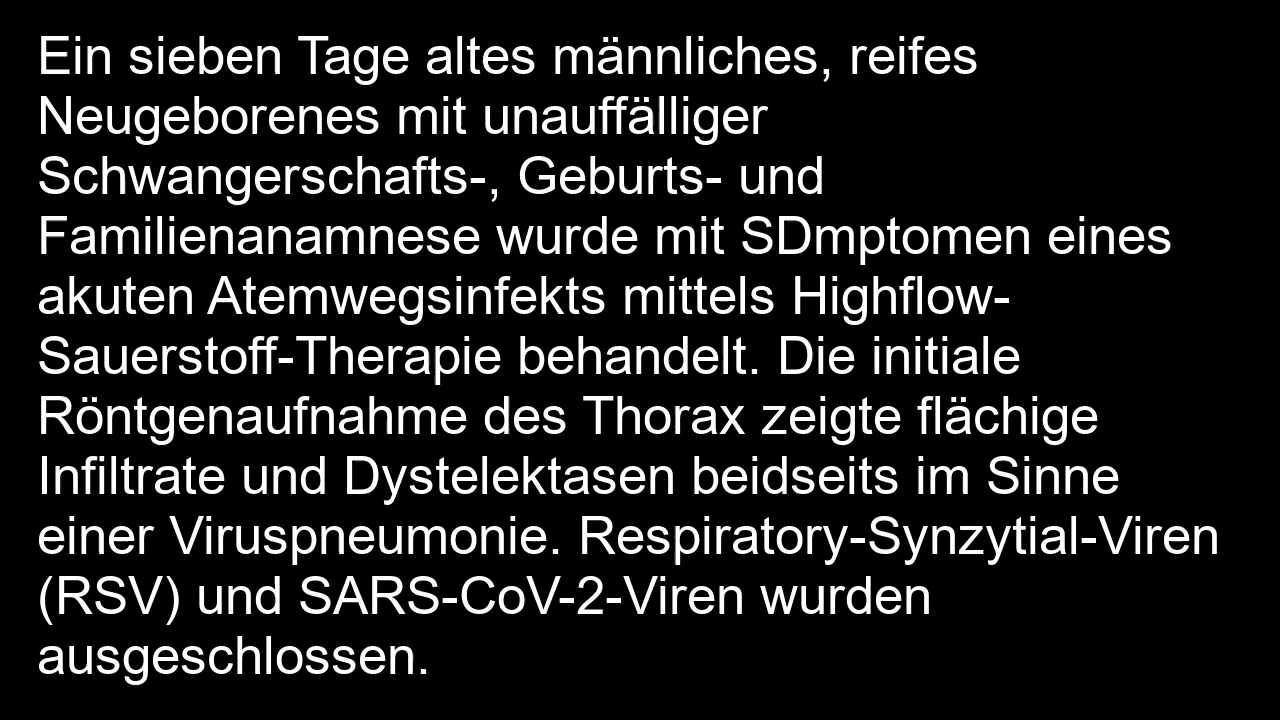 Ein sieben Tage altes männliches, reifes
Neugeborenes mit unauffälliger
Schwangerschafts-, Geburts- und
Familienanamnese wurde mit SDmptomen eines
akuten Atemwegsinfekts mittels Highflow-
Sauerstoff-Therapie behandelt. Die initiale
Röntgenaufnahme des Thorax zeigte flächige
Infiltrate und Dystelektasen beidseits im Sinne
einer Viruspneumonie. Respiratory-Synzytial-Viren
(RSV) und SARS-CoV-2-Viren wurden
ausgeschlossen.